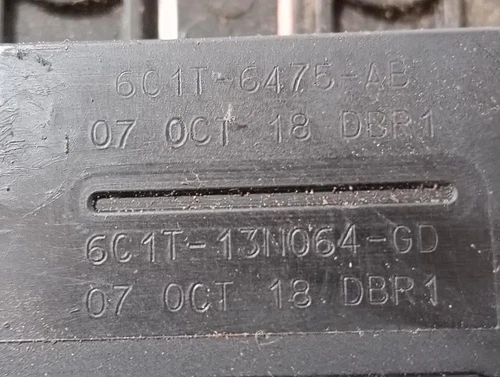 6C1T-6475-AB
07 OCT 18 DBR1
6C1T-13N064-GD
07 OCT 18 DBR1